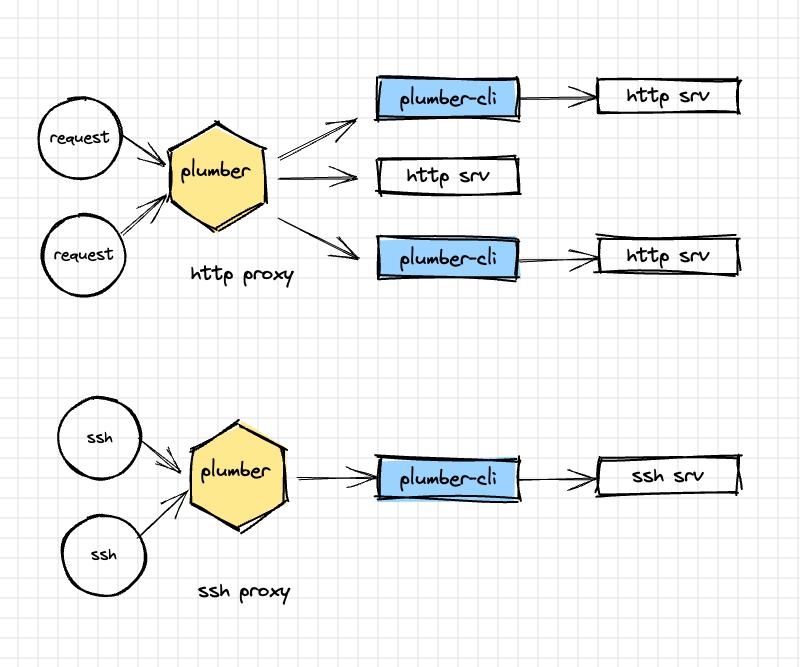 plumber-cli
http srv
request
plumber
http srv
request
http proxy
plumber-cli
http srv
ssh
plumber
plumber-cli
ssh srv
ssh
ssh proxy